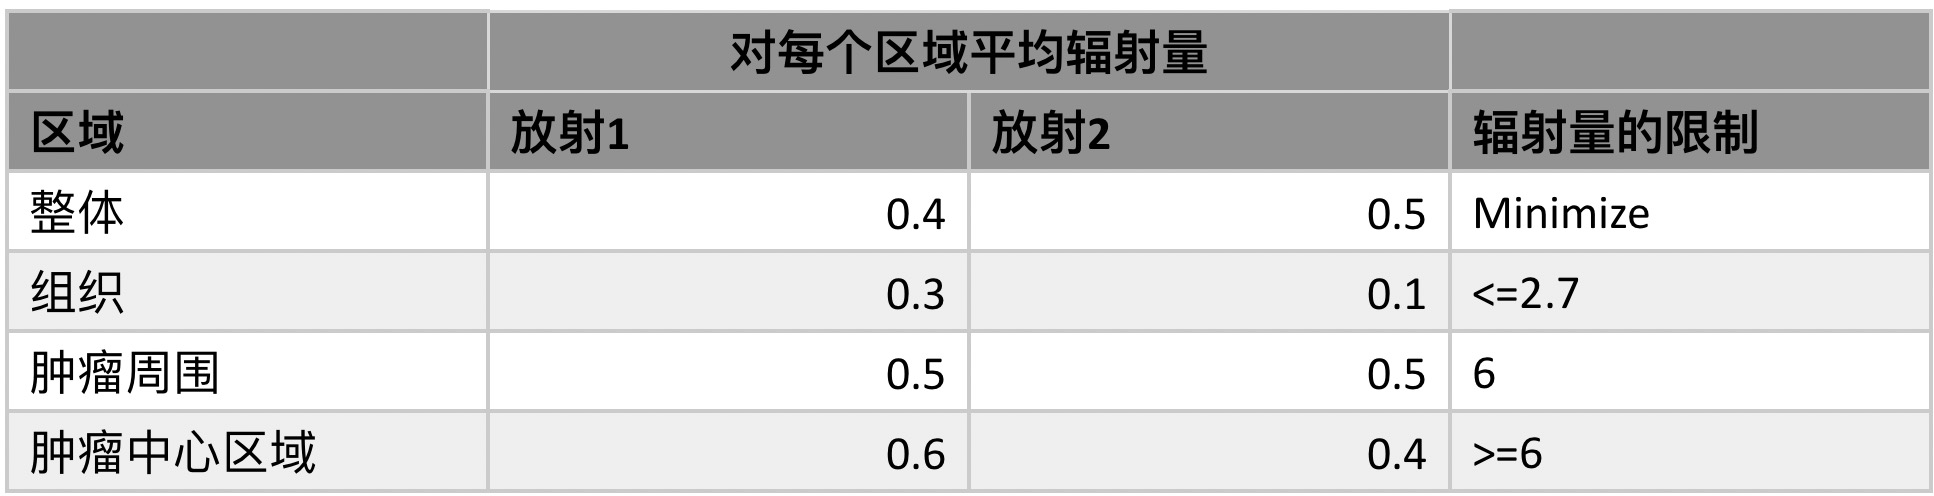 对每个区域平均辐射量
区域 放射1 放射2 辐射量的限制
整体 0.4 0.5 Minimize
组织 0.3 0.1 <=2.7
肿瘤周围 0.5 0.5 6
肿瘤中心区域 0.6 0.4 >=6